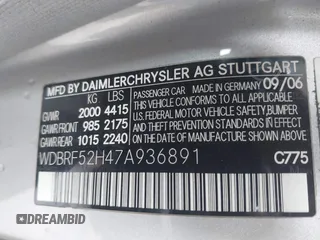 MFD BY DAIMLERCHRYSLER AG STUTTGART
KG LBS
GVWR 2000 4415
GAWR FRONT 985 2175
GAWR REAR 1015 2240
PASSENGER CAR MADE IN GERMANY 09/06
THIS VEHICLE CONFORMS TO ALL APPLICABLE
U.S. FEDERAL MOTOR VEHICLE SAFETY,
BUMPER, AND THEFT PREVENTION STANDARDS
IN EFFECT ON THE DATE OF
MANUFACTURE SHOWN ABOVE.
WDBRF52H47A936891
C775
WREKBID